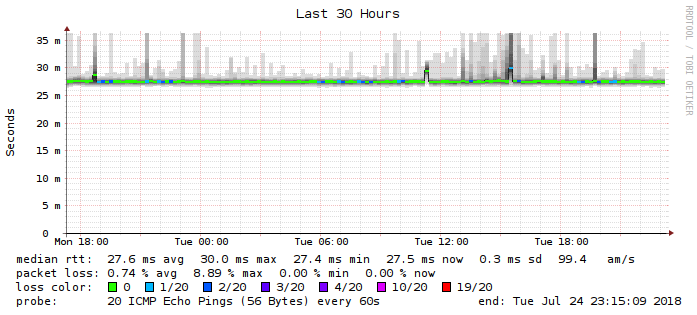 Last 30 Hours
RRDTOOL / TOBI OETIKER
Seconds
35 m
30 m
25 m
20 m
15 m
10 m
5 m
0
Mon 18:00 Tue 00:00 Tue 06:00 Tue 12:00 Tue 18:00
median rtt: 27.6 ms avg 30.0 ms max 27.4 ms min 27.5 ms now 0.3 ms sd 99.4 am/s
packet loss: 0.74 % avg 8.89 % max 0.00 % min 0.00 % now
loss color: 0 1/20 2/20 3/20 4/20 10/20 19/20
probe: 20 ICMP Echo Pings (56 Bytes) every 60s end: Tue Jul 24 23:15:09 2018